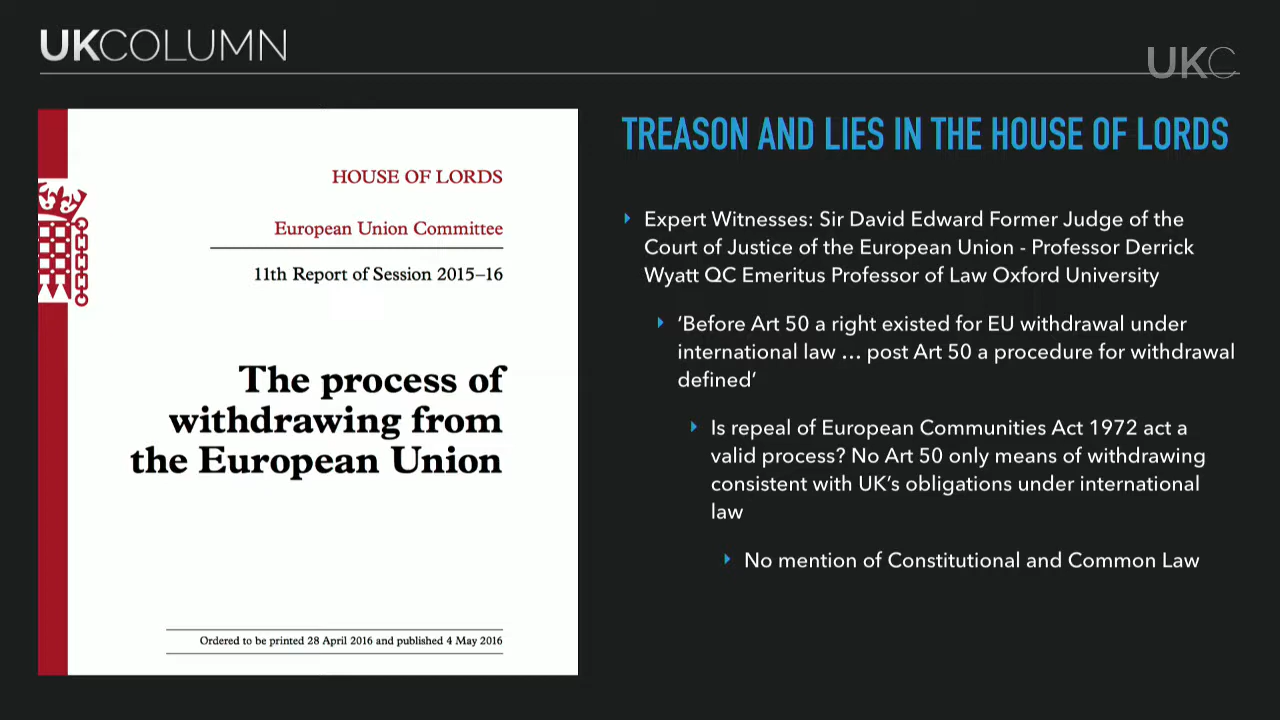 UKCOLUMN
UKC
HOUSE OF LORDS
European Union Committee
11th Report of Session 2015–16
The process of
withdrawing from
the European Union
Ordered to be printed 28 April 2016 and published 4 May 2016
TREASON AND LIES IN THE HOUSE OF LORDS
Expert Witnesses: Sir David Edward Former Judge of the
Court of Justice of the European Union - Professor Derrick
Wyatt QC Emeritus Professor of Law Oxford University
‘Before Art 50 a right existed for EU withdrawal under
international law … post Art 50 a procedure for withdrawal
defined’
Is repeal of European Communities Act 1972 act a
valid process? No Art 50 only means of withdrawing
consistent with UK’s obligations under international
law
No mention of Constitutional and Common Law